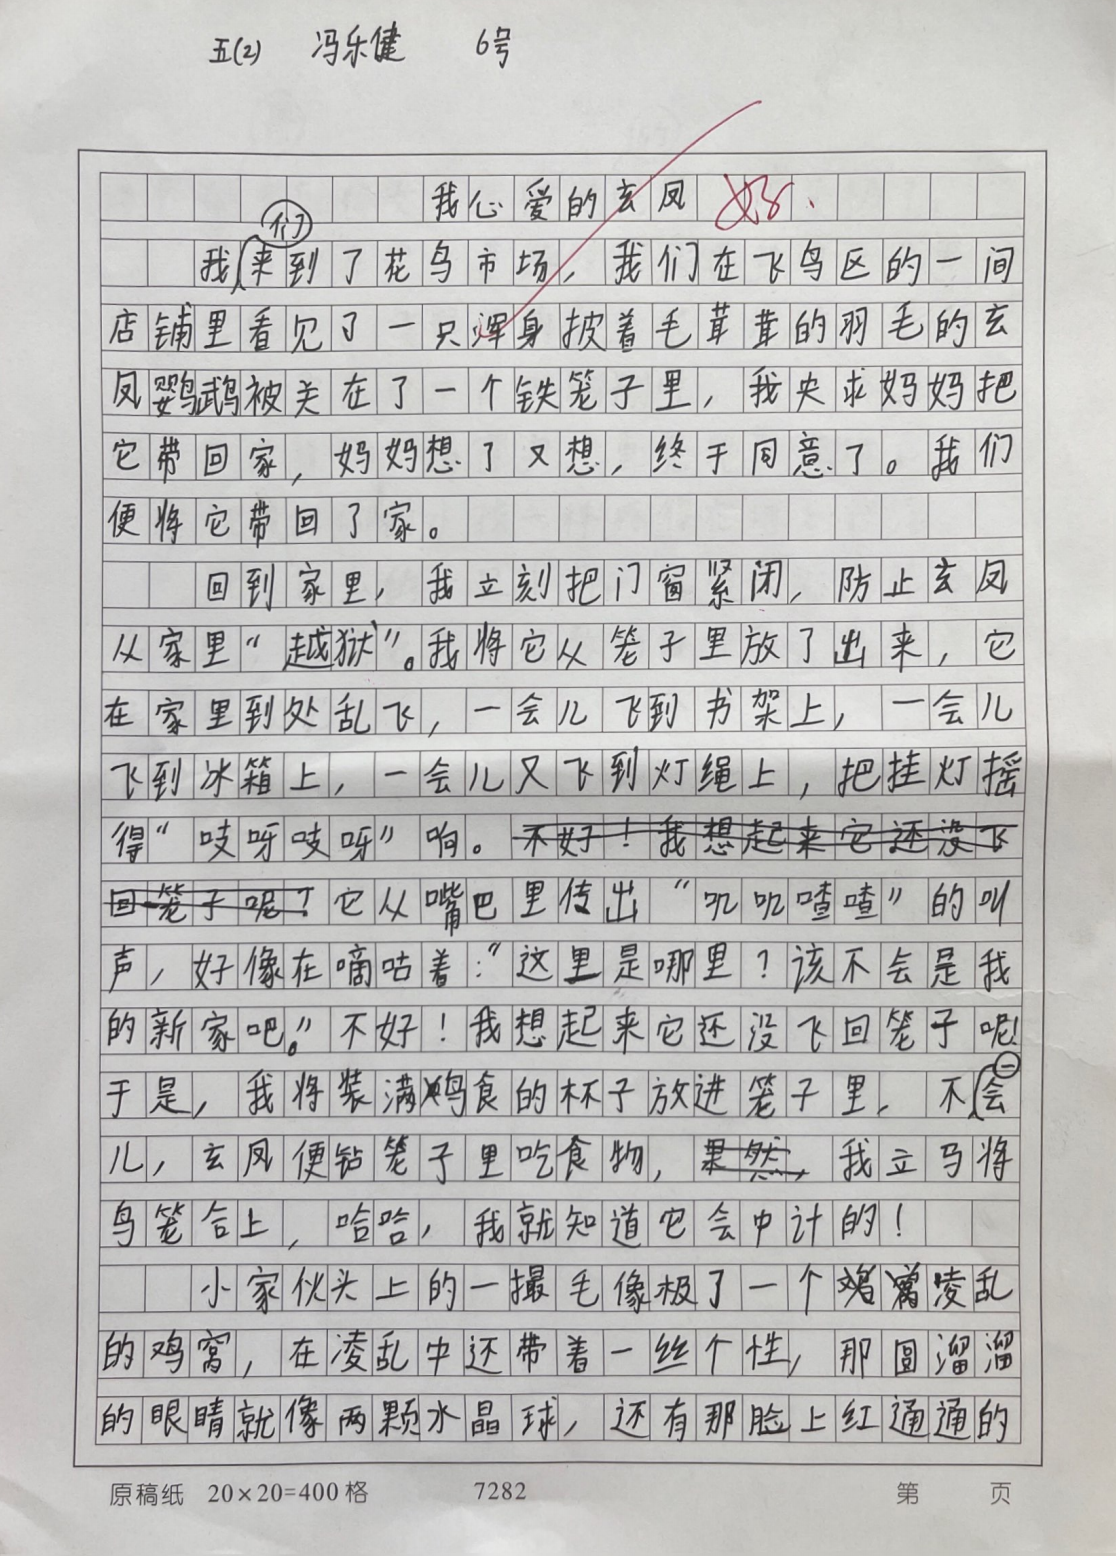 五(2) 冯乐健 6号
我心爱的玄凤 好.
我们来到了花鸟市场，我们在飞鸟区的一间
店铺里看见了一只浑身披着毛茸茸的羽毛的玄
凤鹦鹉被关在了一个铁笼子里，我央求妈妈把
它带回家，妈妈想了又想，终于同意了。我们
便将它带回了家。
回到家里，我立刻把门窗紧闭，防止玄凤
从家里“越狱”。我将它从笼子里放了出来，它
在家里到处乱飞，一会儿飞到书架上，一会儿
飞到冰箱上，一会儿又飞到灯绳上，把挂灯摇
得“吱呀吱呀”响。不好！我想起来它还没飞
回笼子呢！它从嘴巴里传出“叽叽喳喳”的叫
声，好像在嘀咕着：“这里是哪里？该不会是我
的新家吧。”不好！我想起来它还没飞回笼子呢！
于是，我将装满鸡食的杯子放进笼子里，不一会
儿，玄凤便钻笼子里吃食物，果然，我立马将
鸟笼合上，哈哈，我就知道它会中计的！
小家伙头上的一撮毛像极了一个凌乱
的鸡窝，在凌乱中还带着一丝个性，那圆溜溜
的眼睛就像两颗水晶球，还有那脸上红通通的
原稿纸 20×20=400格 7282 第 页